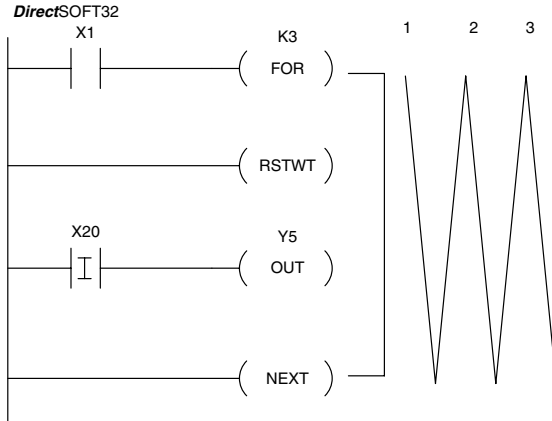 DirectSOFT32
X1
K3
FOR
1 2 3
RSTWT
X20
Y5
OUT
NEXT